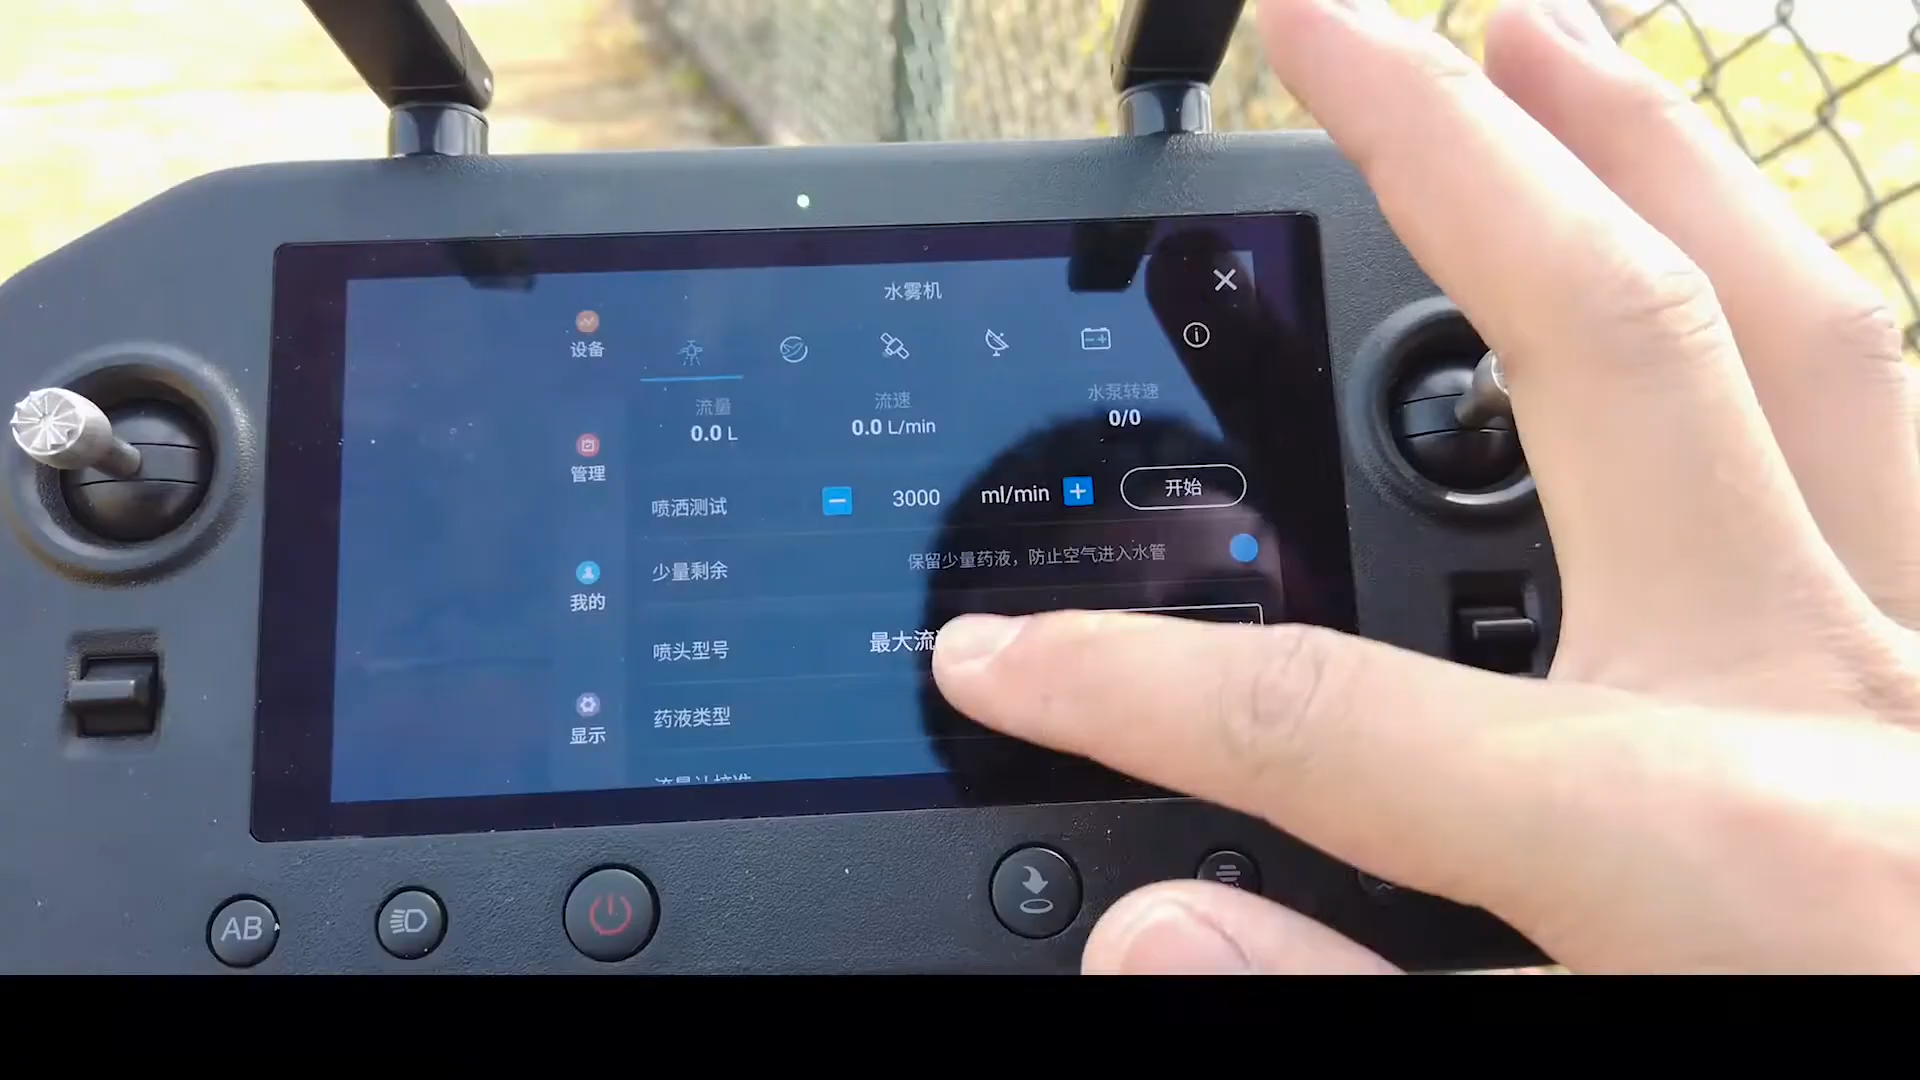 水雾机
设备
流量
流速
水泵转速
0.0 L
0.0 L/min
0/0
管理
喷洒测试
3000
ml/min
开始
少量剩余
保留少量药液，防止空气进入水管
我的
喷头型号
最大流
药液类型
显示
AB